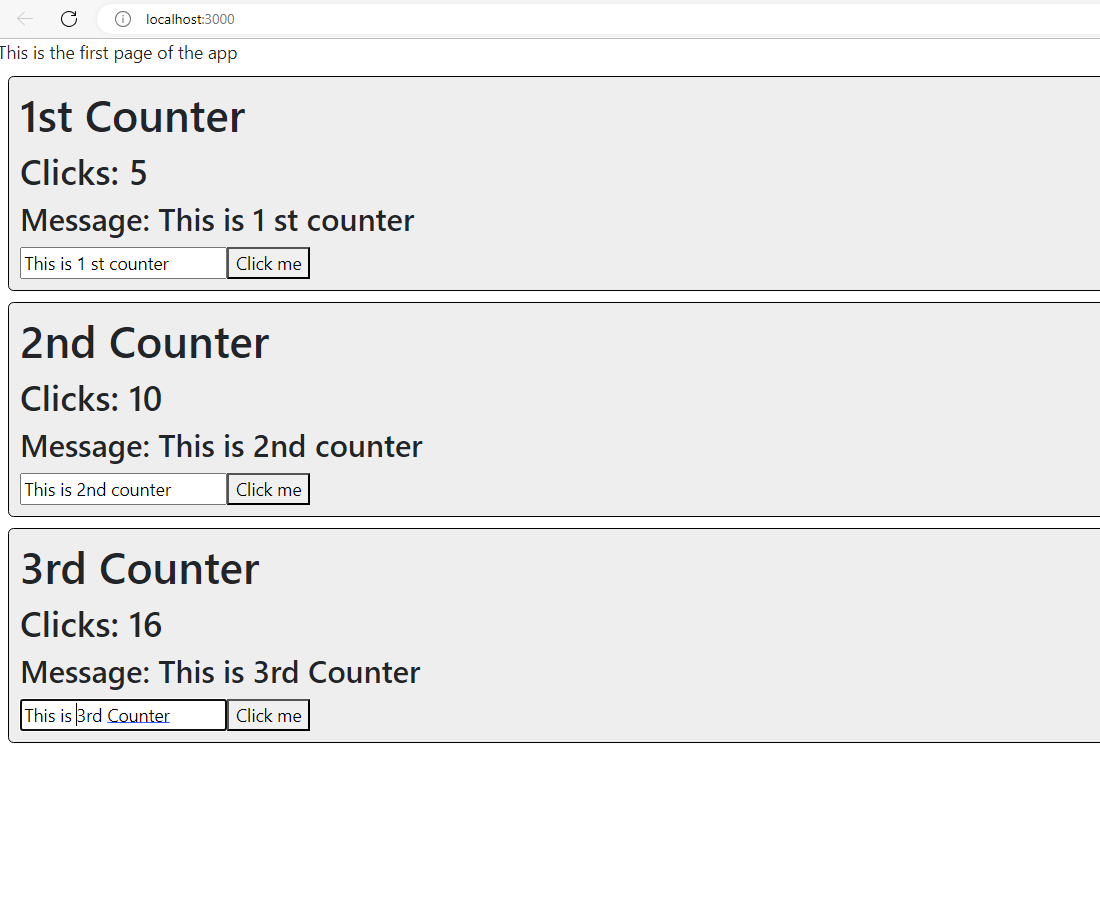 localhost:3000
This is the first page of the app
1st Counter
Clicks: 5
Message: This is 1 st counter
This is 1 st counter Click me
2nd Counter
Clicks: 10
Message: This is 2nd counter
This is 2nd counter Click me
3rd Counter
Clicks: 16
Message: This is 3rd Counter
This is 3rd Counter Click me